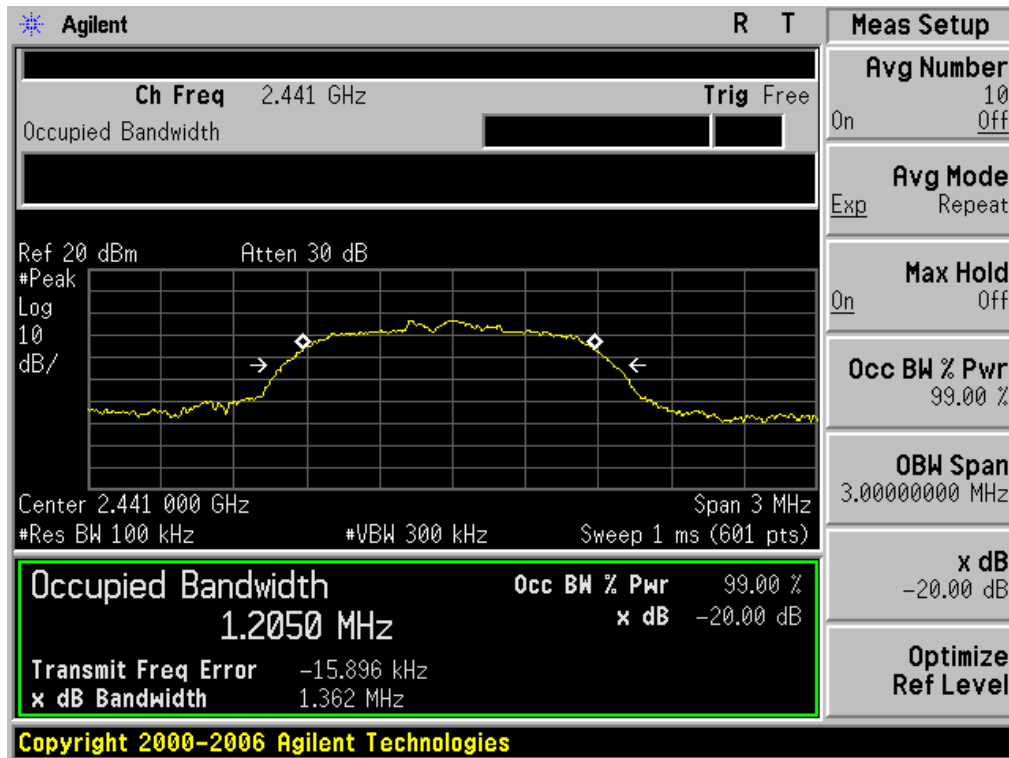 Agilent R T
Ch Freq 2.441 GHz Trig Free
Occupied Bandwidth
Ref 20 dBm Atten 30 dB
#Peak
Log
10
dB/
Center 2.441 000 GHz Span 3 MHz
#Res BW 100 kHz #VBW 300 kHz Sweep 1 ms (601 pts)
Occupied Bandwidth Occ BW % Pwr 99.00 %
1.2050 MHz x dB -20.00 dB
Transmit Freq Error -15.896 kHz
x dB Bandwidth 1.362 MHz
Copyright 2000-2006 Agilent Technologies
Meas Setup
Avg Number
10
On Off
Avg Mode
Exp Repeat
Max Hold
On Off
Occ BW % Pwr
99.00 %
OBW Span
3.00000000 MHz
x dB
-20.00 dB
Optimize
Ref Level